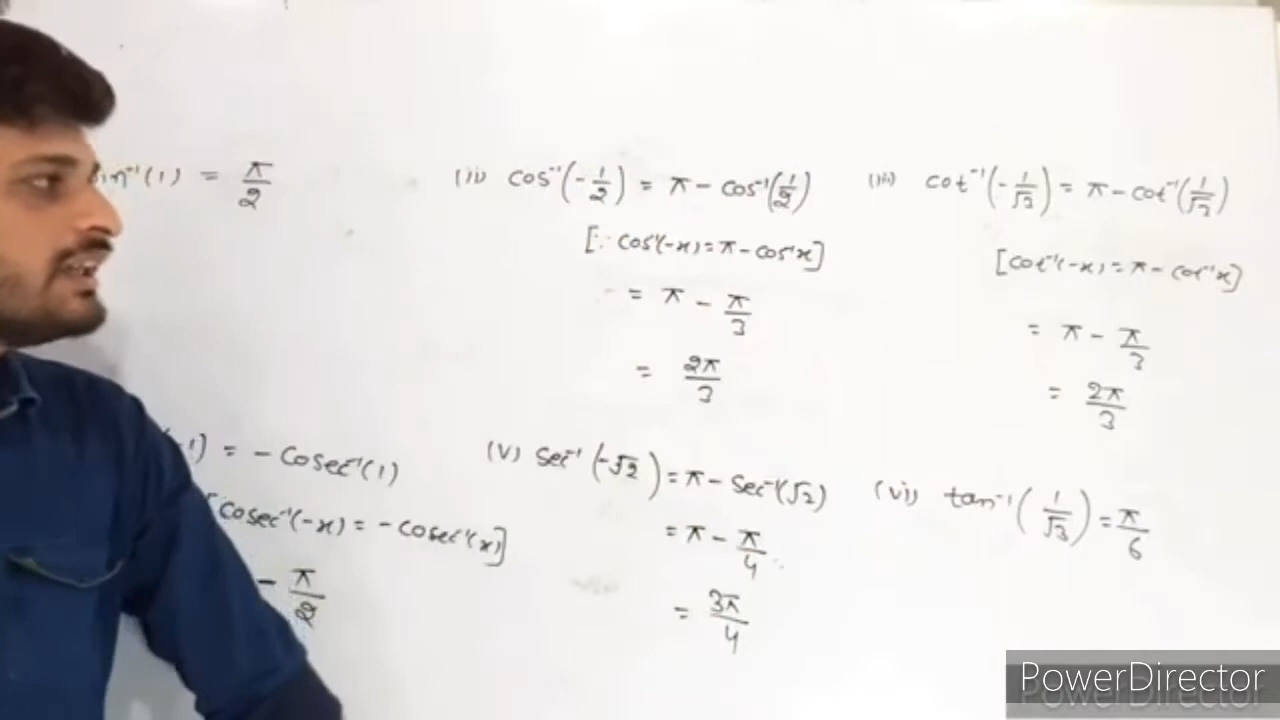 in⁻¹(1) = π/2
(ii) cos⁻¹(-1/2) = π - cos⁻¹(1/2)
[∵ cos⁻¹(-x) = π - cos⁻¹x]
= π - π/3
= 2π/3
(iii) cot⁻¹(-1/√3) = π - cot⁻¹(1/√3)
[cot⁻¹(-x) = π - cot⁻¹x]
= π - π/3
= 2π/3
(-1) = - cosec⁻¹(1)
[cosec⁻¹(-x) = - cosec⁻¹(x)]
- π/2
(v) sec⁻¹(-√2) = π - sec⁻¹(√2)
= π - π/4
= 3π/4
(vi) tan⁻¹(1/√3) = π/6
PowerDirector